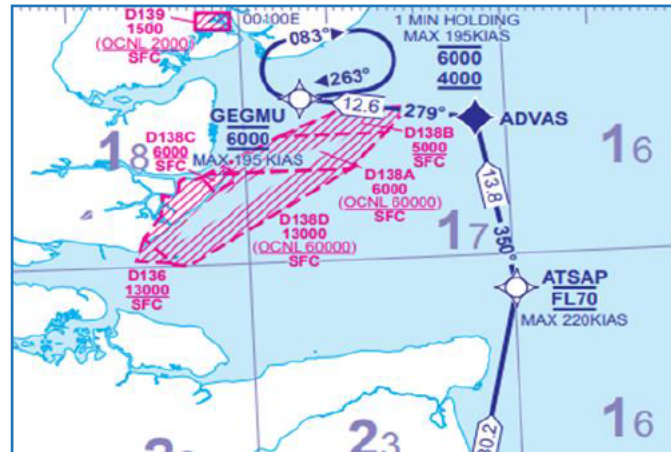 D139
1500
(OCNL 2000)
SFC
00100E
083°
263°
1 MIN HOLDING
MAX 195KIAS
6000
4000
GEGMU
6000
MAX 195 KIAS
12.6
279°
ADVAS
D138C
6000
SFC
18
D138B
5000
SFC
16
D138A
6000
(OCNL 60000)
SFC
13.8
350°
17
D138D
13000
(OCNL 60000)
SFC
D136
13000
SFC
ATSAP
FL70
MAX 220KIAS
16
23
30.2